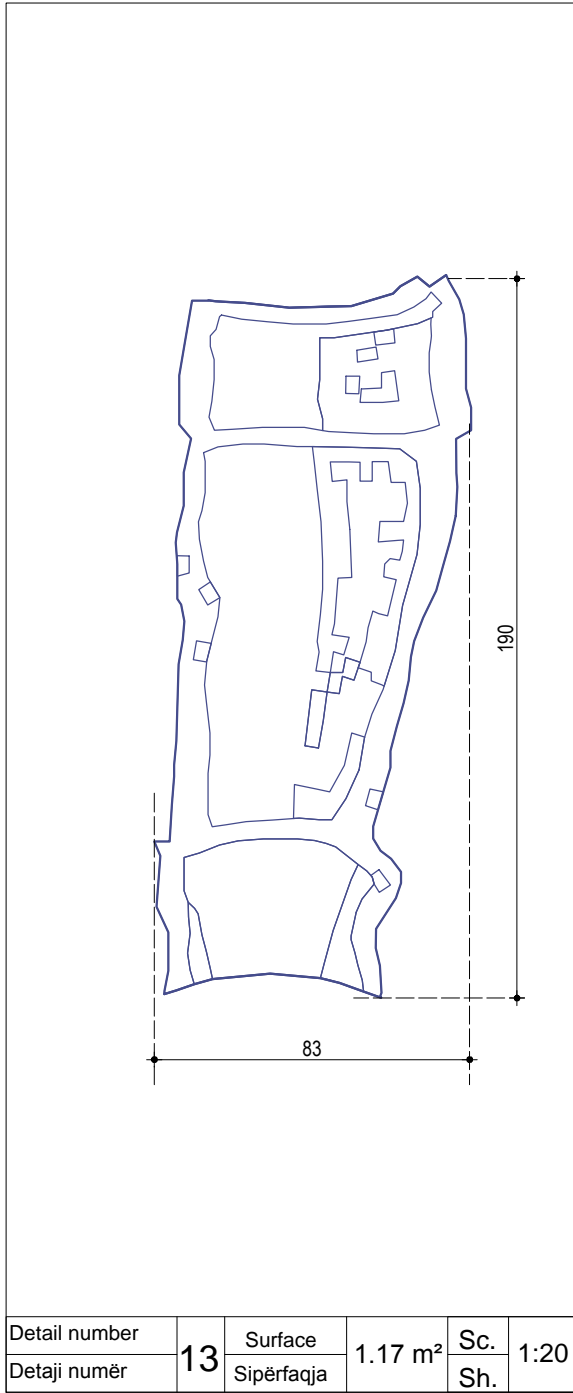 190
83
Detail number
Detaji numër
13
Surface
Sipërfaqja
1.17 m²
Sc.
Sh.
1:20